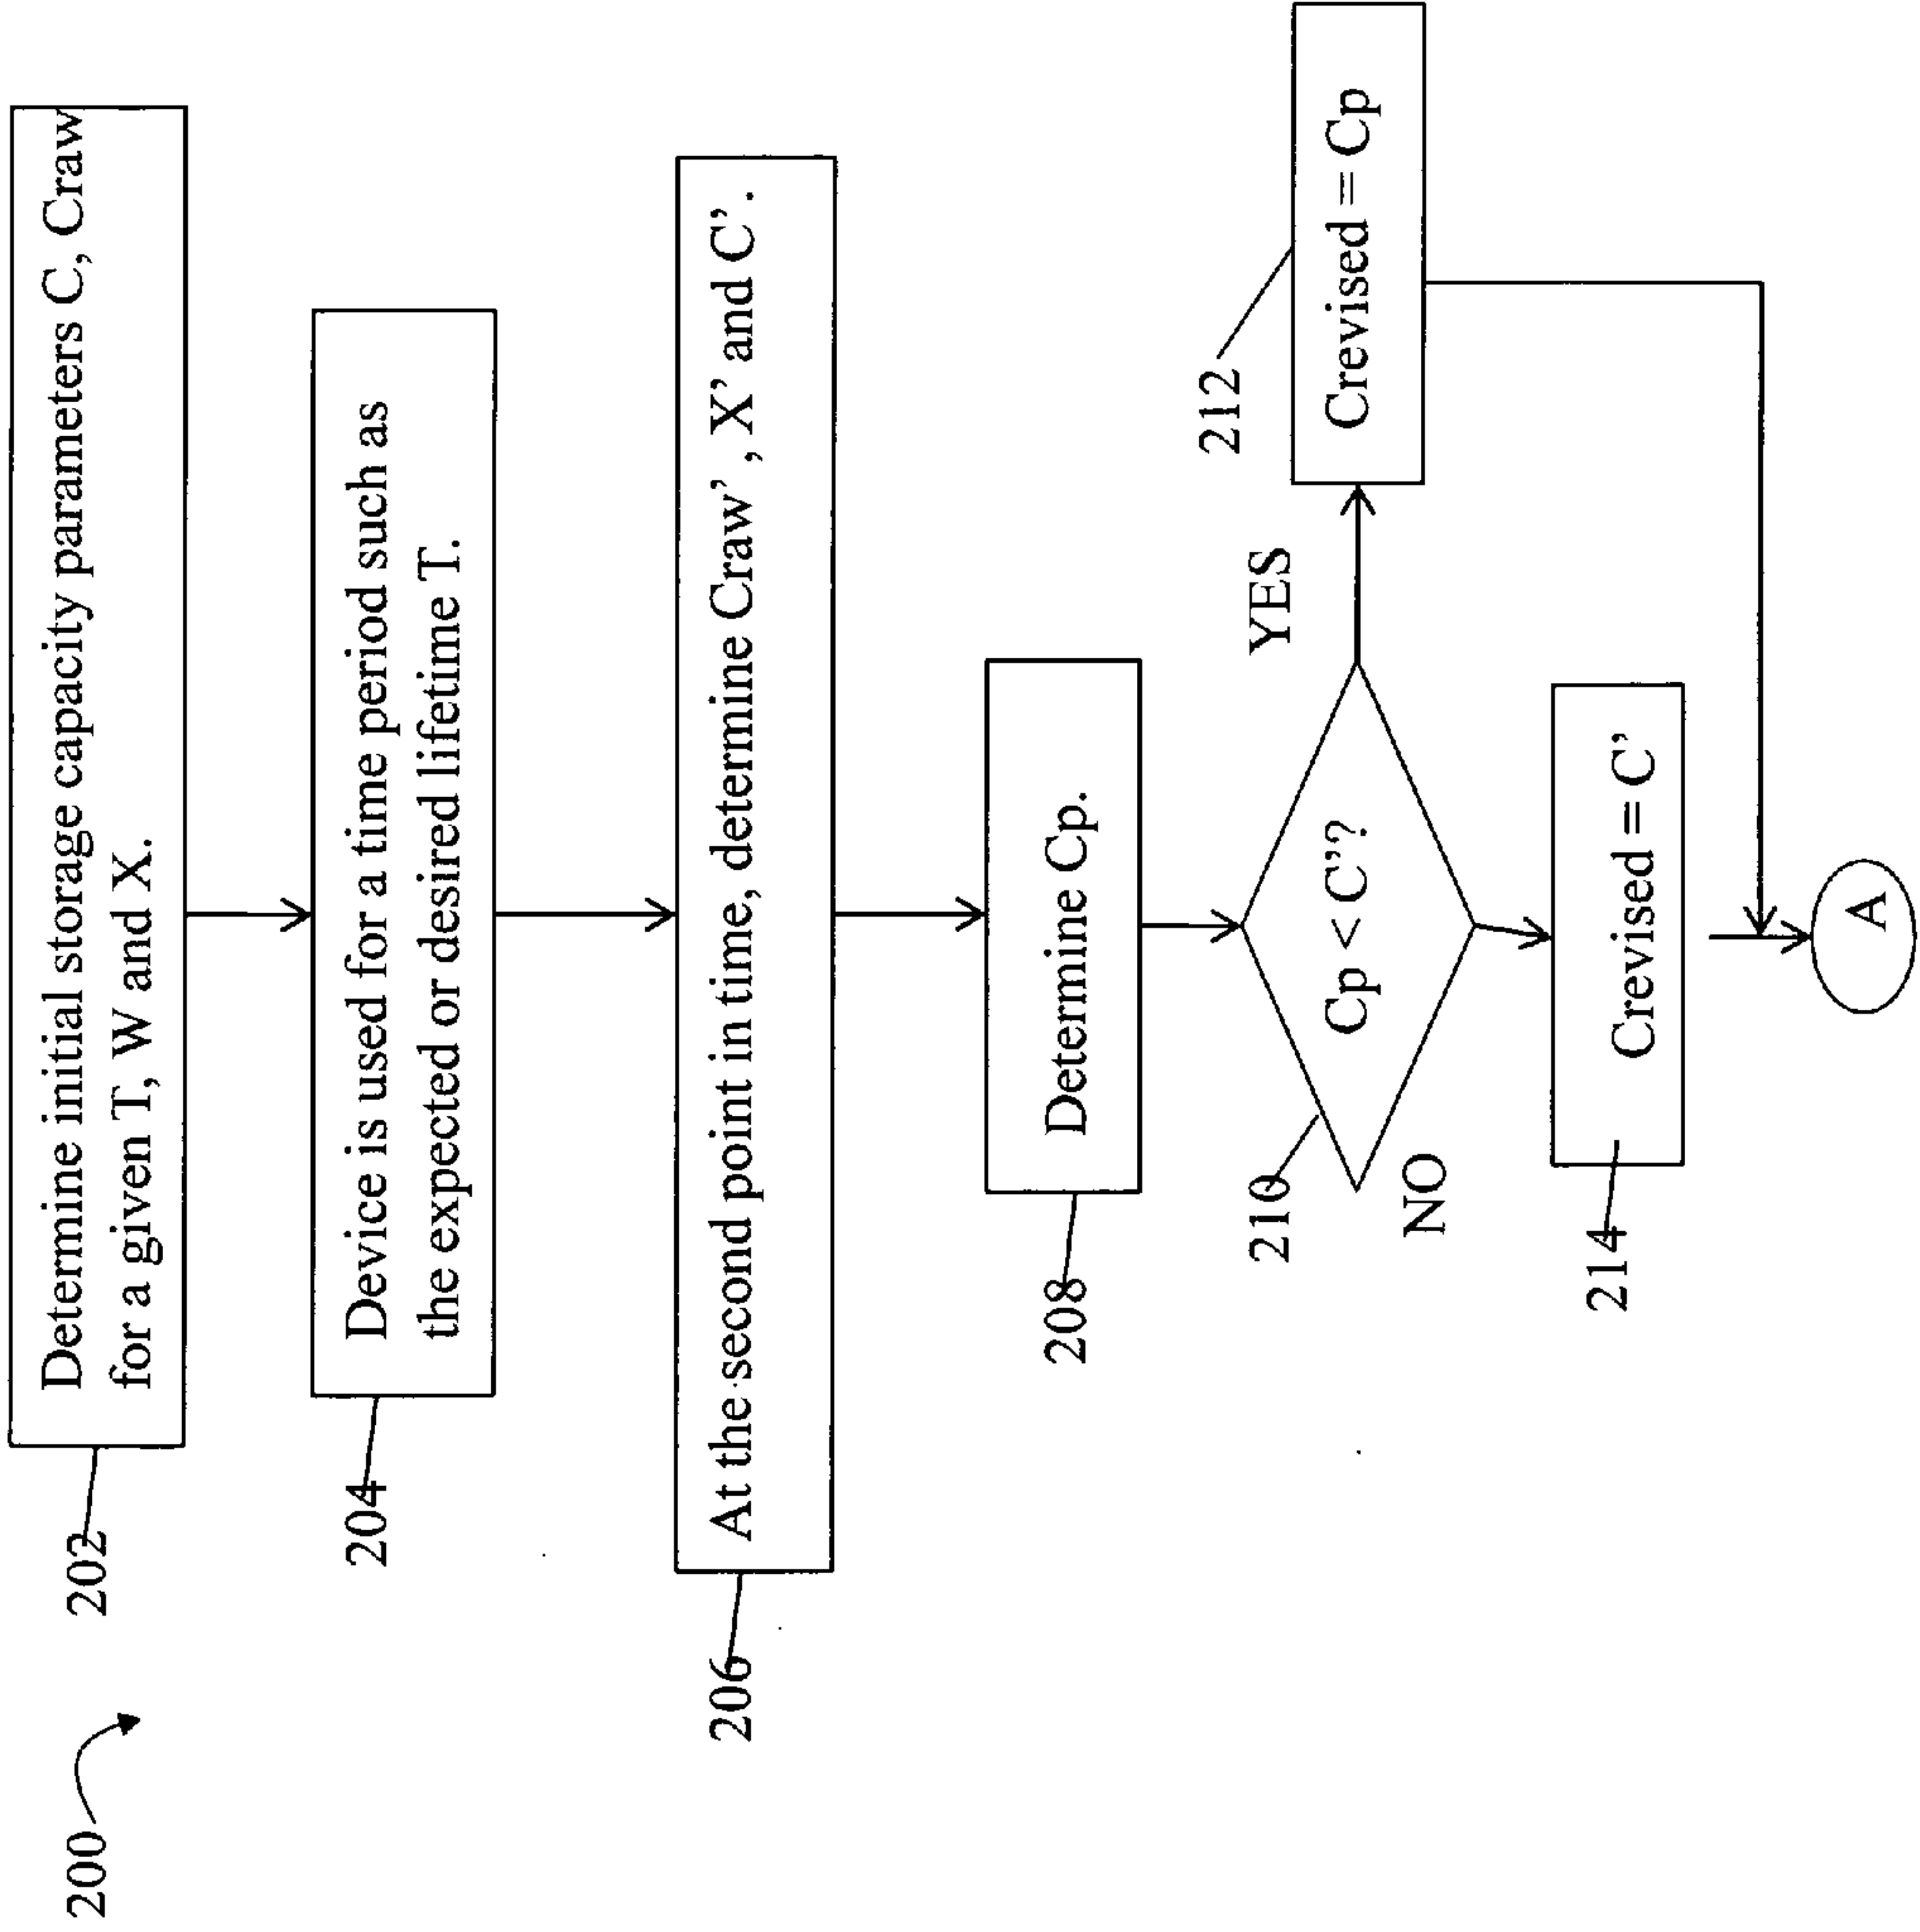 200
202
Determine initial storage capacity parameters C, Craw
for a given T, W and X.
204
Device is used for a time period such as
the expected or desired lifetime T.
206
At the second point in time, determine Craw’ , X’ and C’ .
208
Determine Cp.
210
Cp < C’?
YES
NO
212
Crevised = Cp
214
Crevised = C’
A